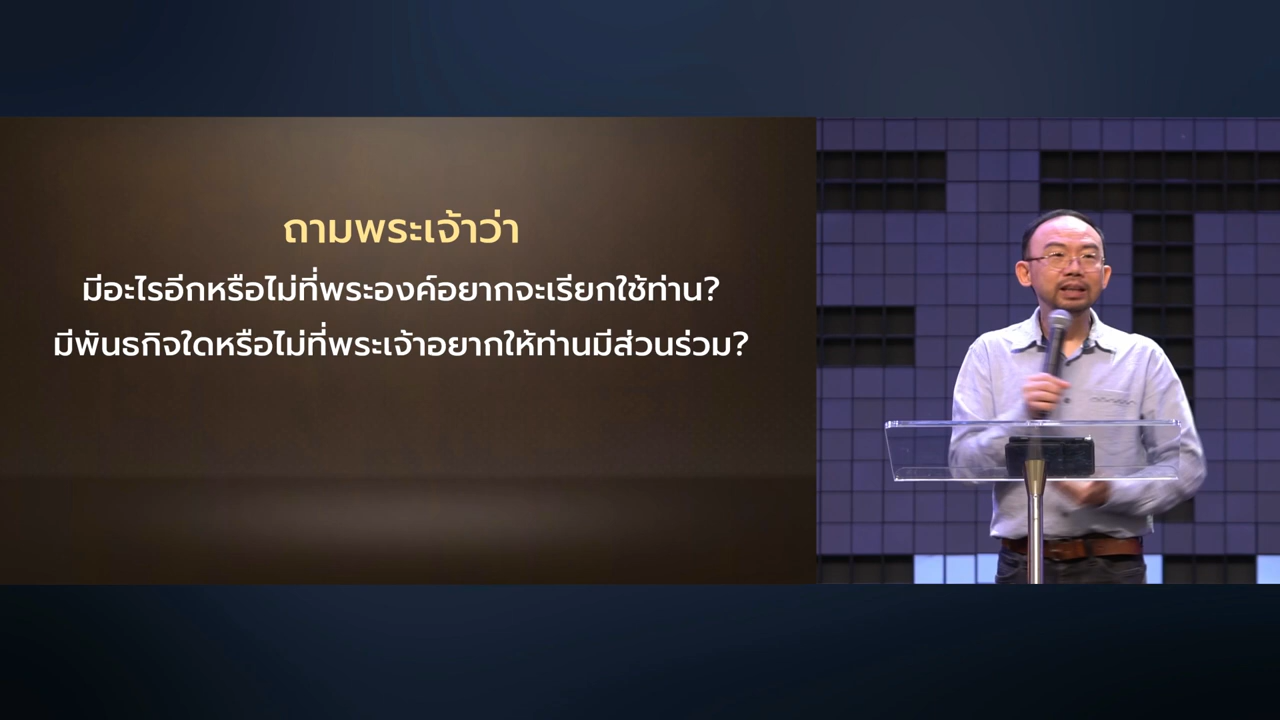 ถามพระเจ้าว่า
มีอะไรอีกหรือไม่ที่พระองค์อยากจะเรียกใช้ท่าน?
มีพันธกิจใดหรือไม่ที่พระเจ้าอยากให้ท่านมีส่วนร่วม?